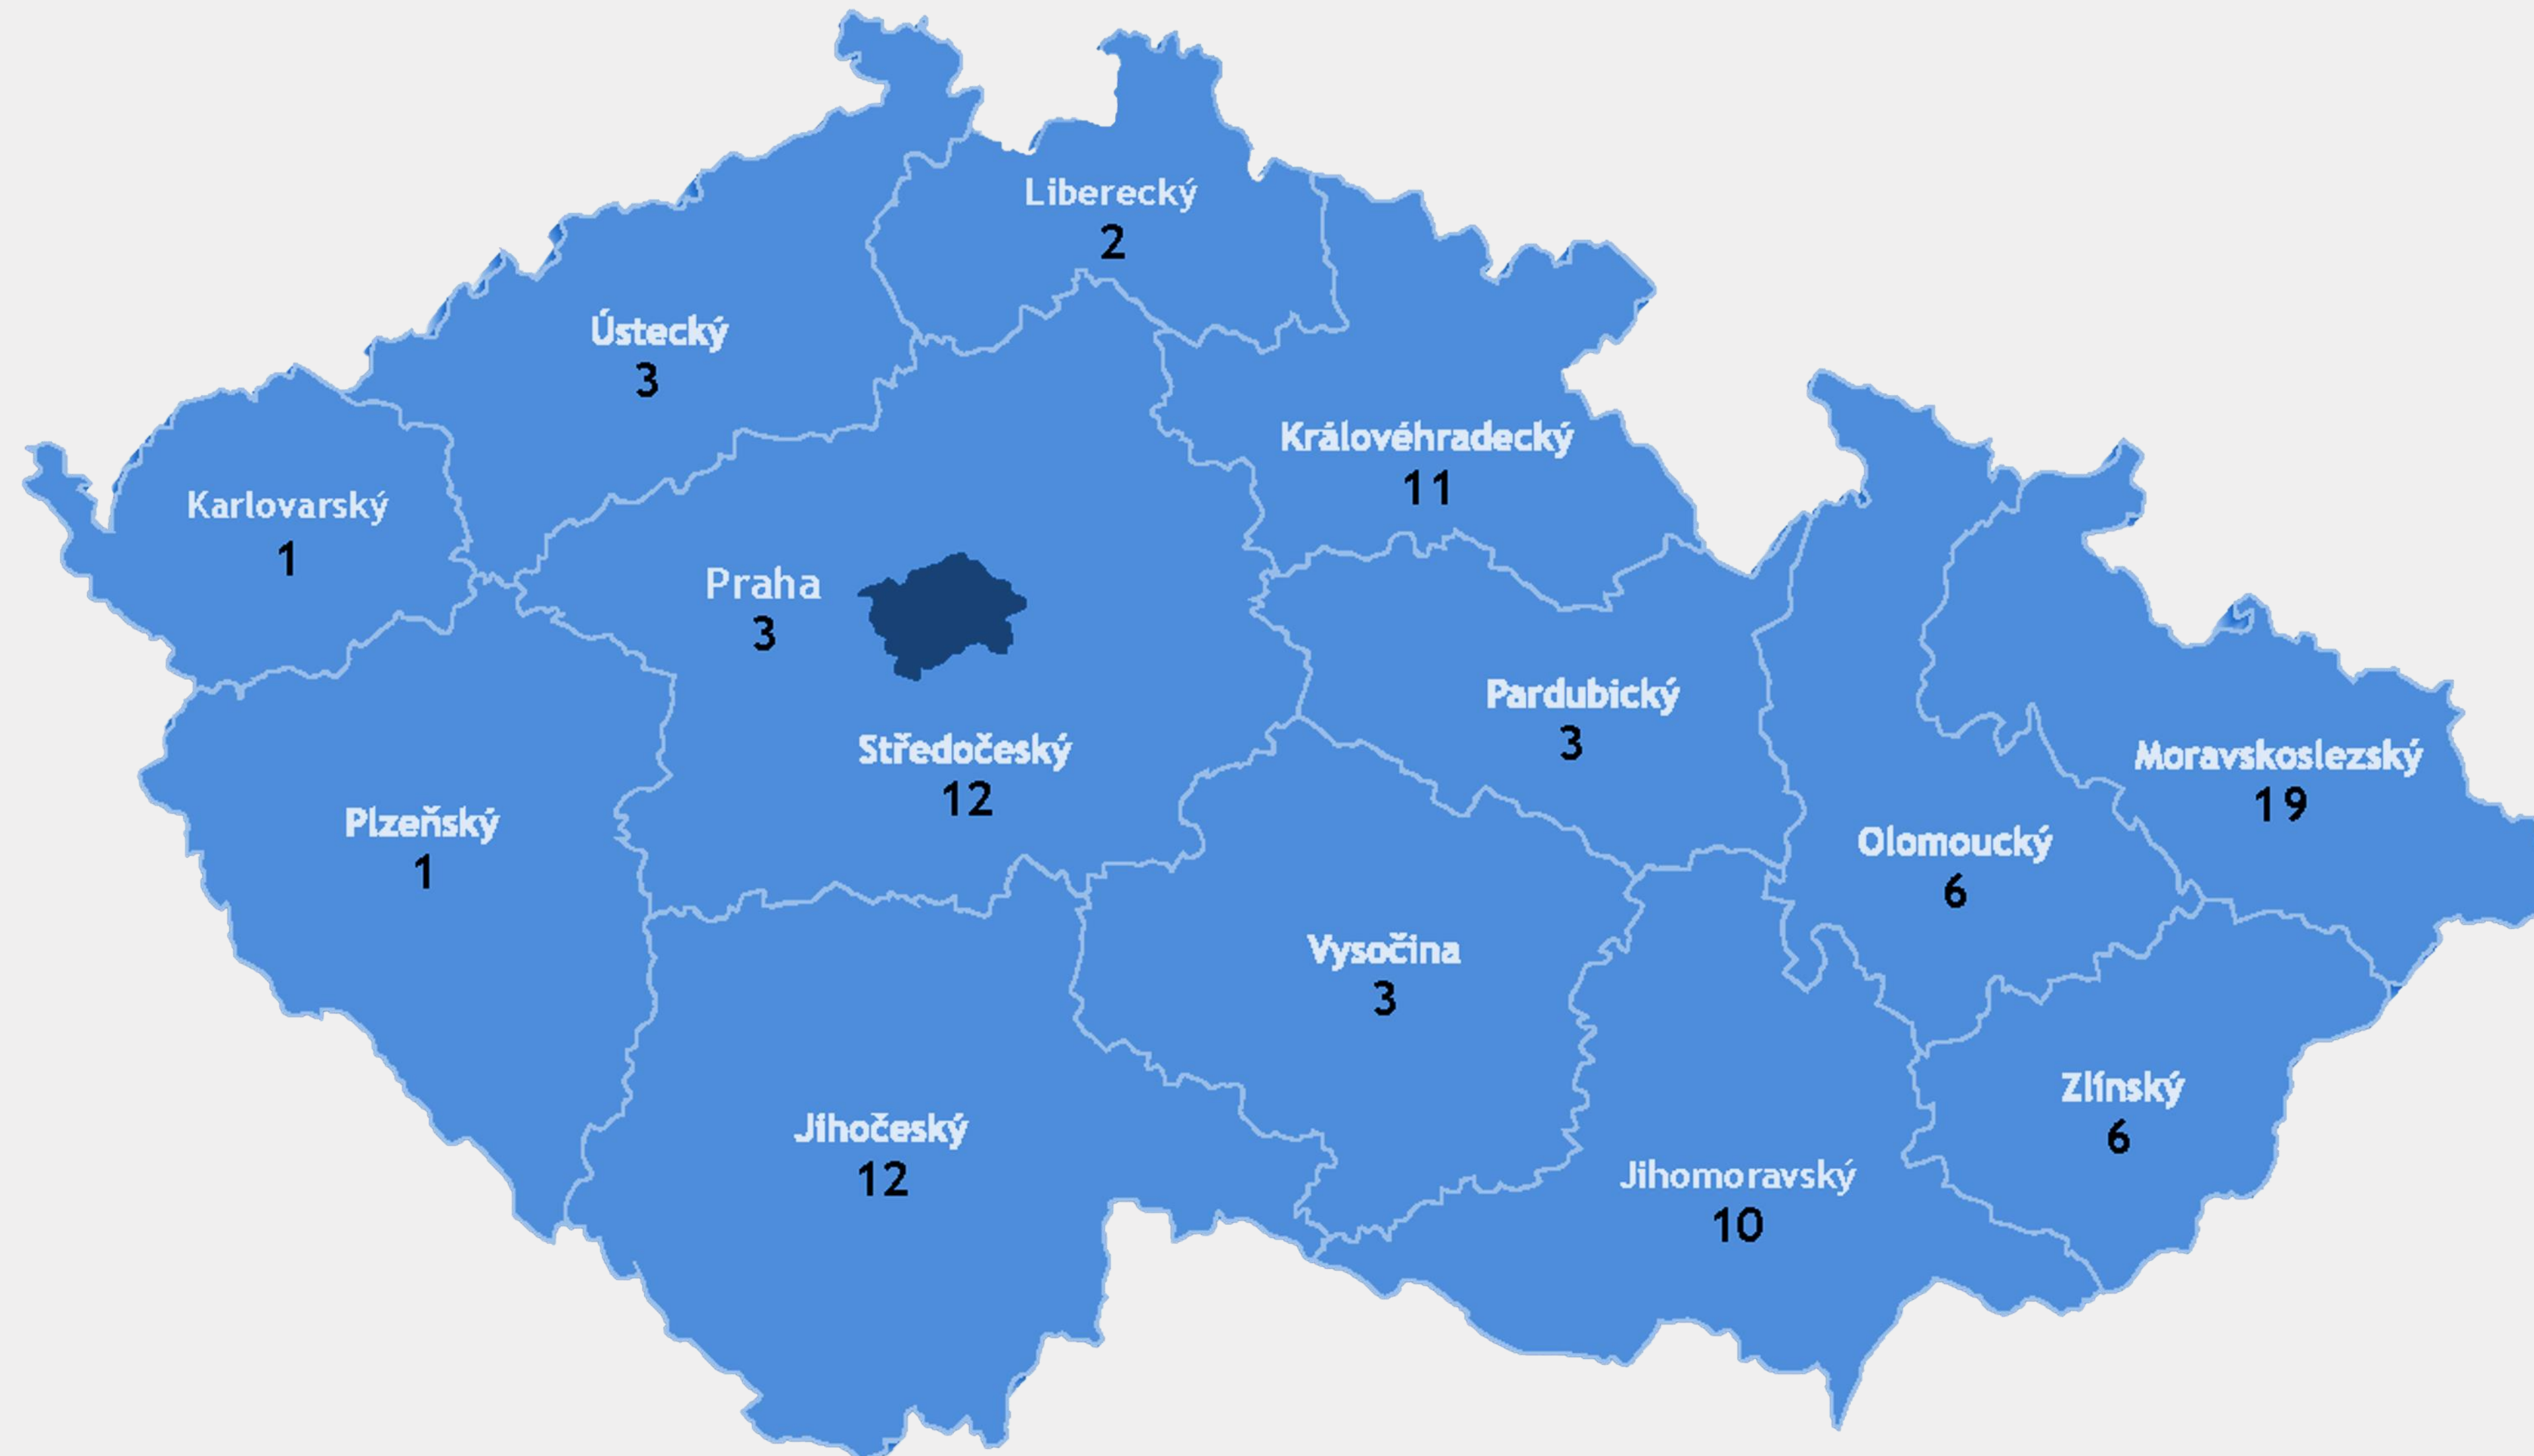 Liberecký
2
Ústecký
3
Královéhradecký
11
Karlovarský
1
Praha
3
Pardubický
3
Středočeský
12
Moravskoslezský
19
Plzeňský
1
Olomoucký
6
Vysočina
3
Zlínský
6
Jihočeský
12
Jihomoravský
10